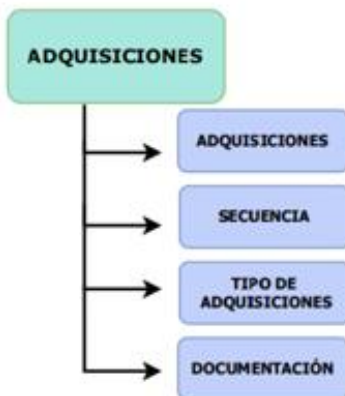 ADQUISICIONES
ADQUISICIONES
SECUENCIA
TIPO DE
ADQUISICIONES
DOCUMENTACIÓN